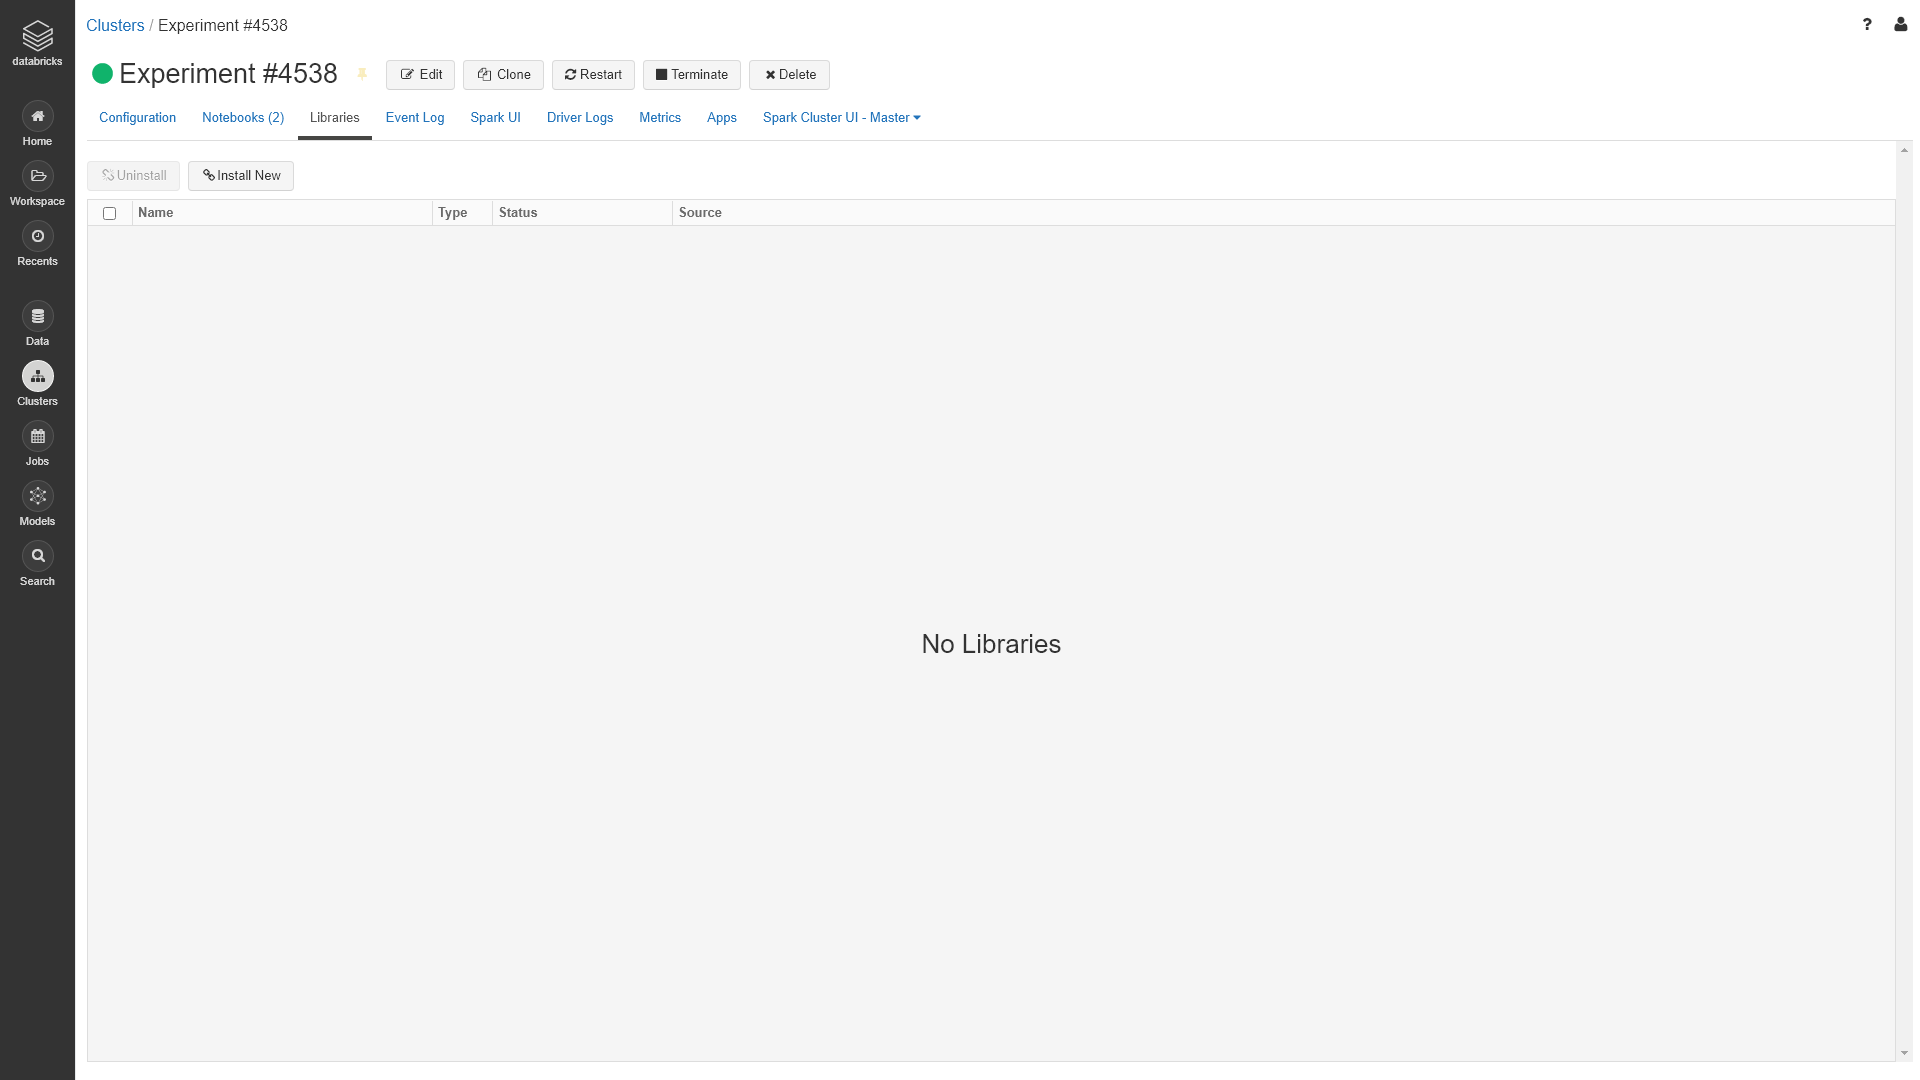 databricks
Home
Workspace
Recents
Data
Clusters
Jobs
Models
Search
Clusters / Experiment #4538
?
Experiment #4538 Edit Clone Restart Terminate Delete
Configuration Notebooks (2) Libraries Event Log Spark UI Driver Logs Metrics Apps Spark Cluster UI - Master
Uninstall Install New
Name Type Status Source
No Libraries